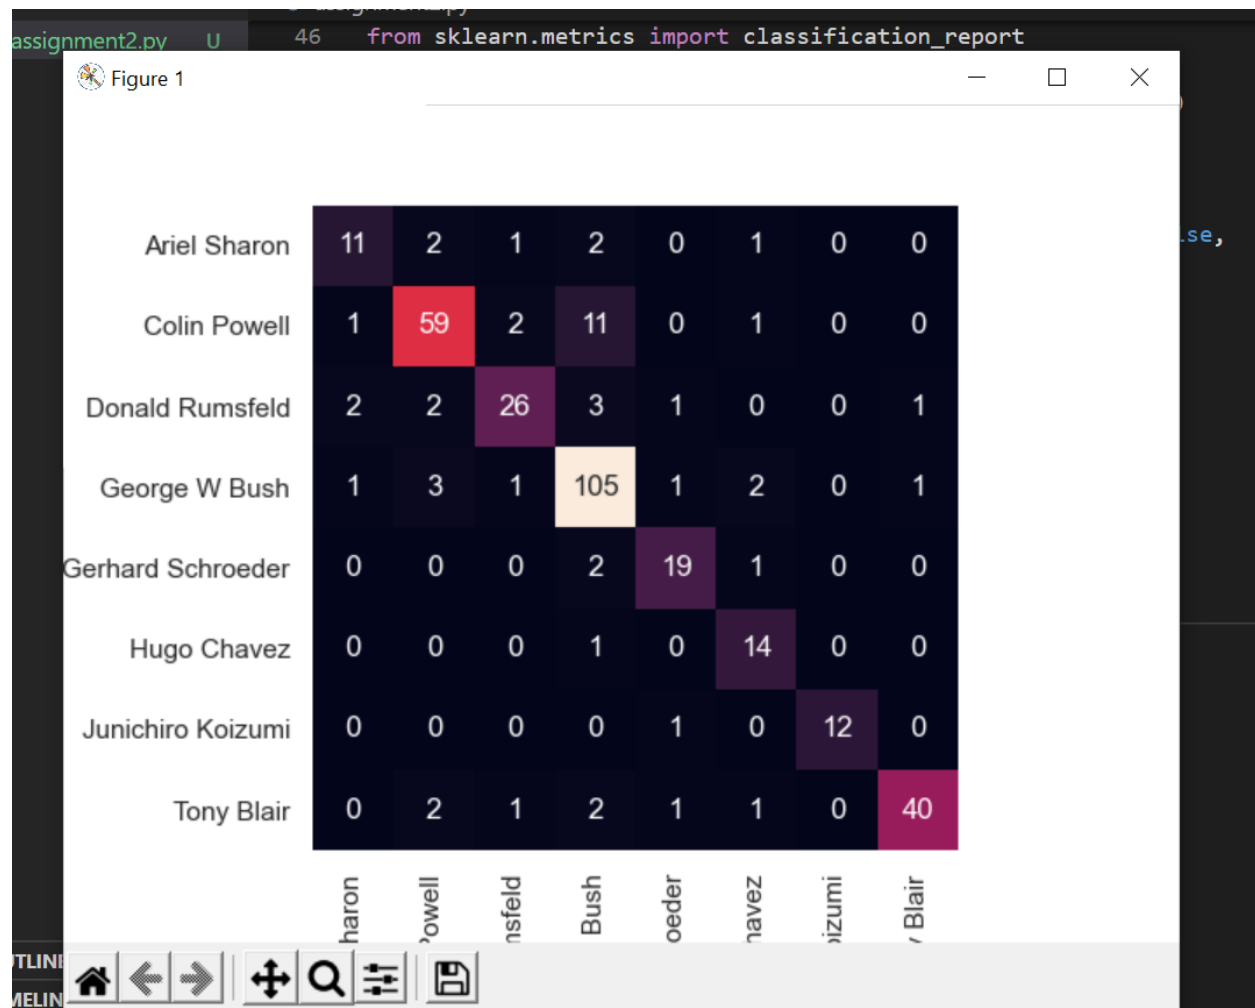 assignment2.py U
46 from sklearn.metrics import classification_report
Figure 1
)
lse,
Ariel Sharon 11 2 1 2 0 1 0 0
Colin Powell 1 59 2 11 0 1 0 0
Donald Rumsfeld 2 2 26 3 1 0 0 1
George W Bush 1 3 1 105 1 2 0 1
Gerhard Schroeder 0 0 0 2 19 1 0 0
Hugo Chavez 0 0 0 1 0 14 0 0
Junichiro Koizumi 0 0 0 0 1 0 12 0
Tony Blair 0 2 1 2 1 1 0 40
haron Powell nsfeld Bush oeder havez oizumi y Blair
UTLINE
MELIN